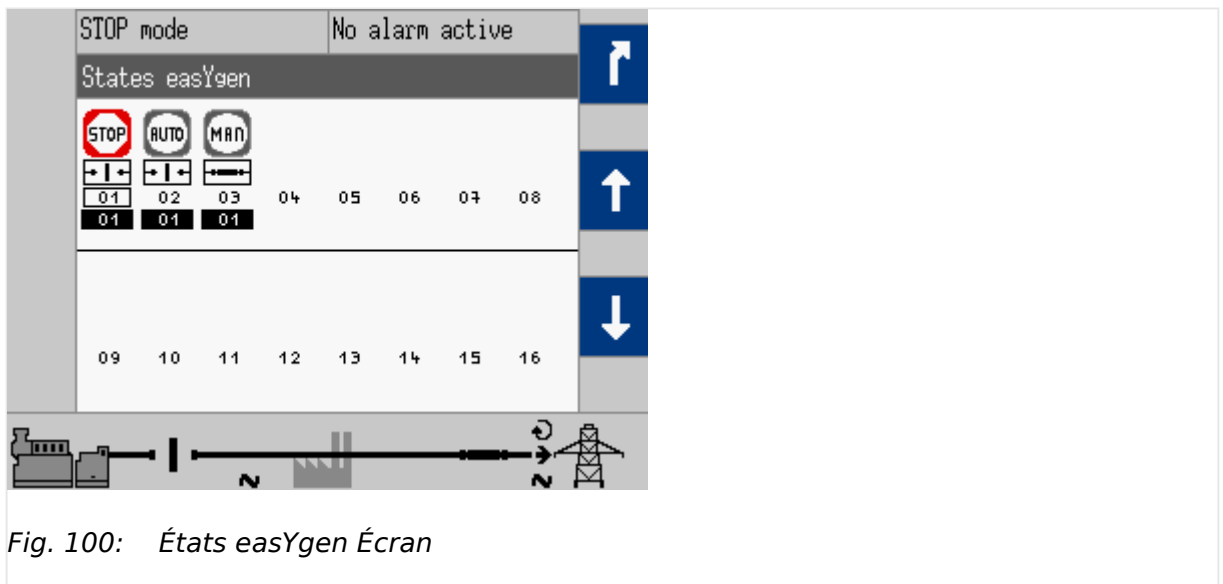 STOP mode No alarm active
States easYgen
STOP AUTO MAN
01 02 03 04 05 06 07 08
01 01 01
09 10 11 12 13 14 15 16
Fig. 100: États easYgen Écran